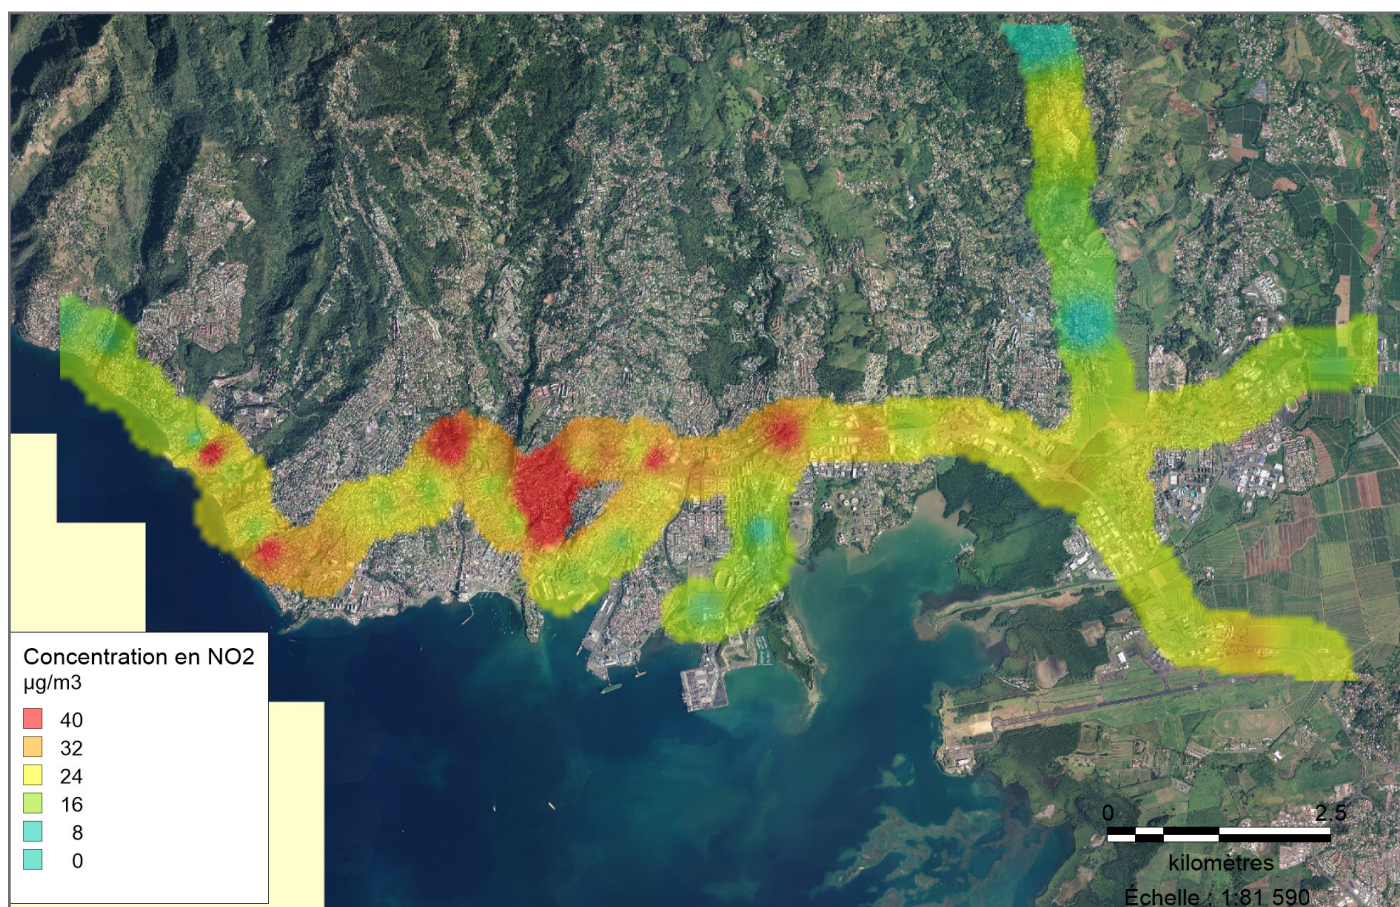 Concentration en NO2
µg/m3
40
32
24
16
8
0
0 2.5
kilomètres
Échelle : 1:81 590